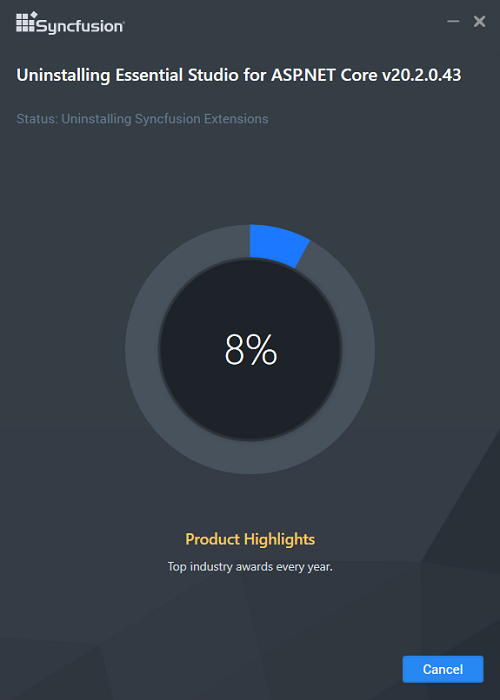 Syncfusion®
Uninstalling Essential Studio for ASP.NET Core v20.2.0.43
Status: Uninstalling Syncfusion Extensions
8%
Product Highlights
Top industry awards every year.
Cancel